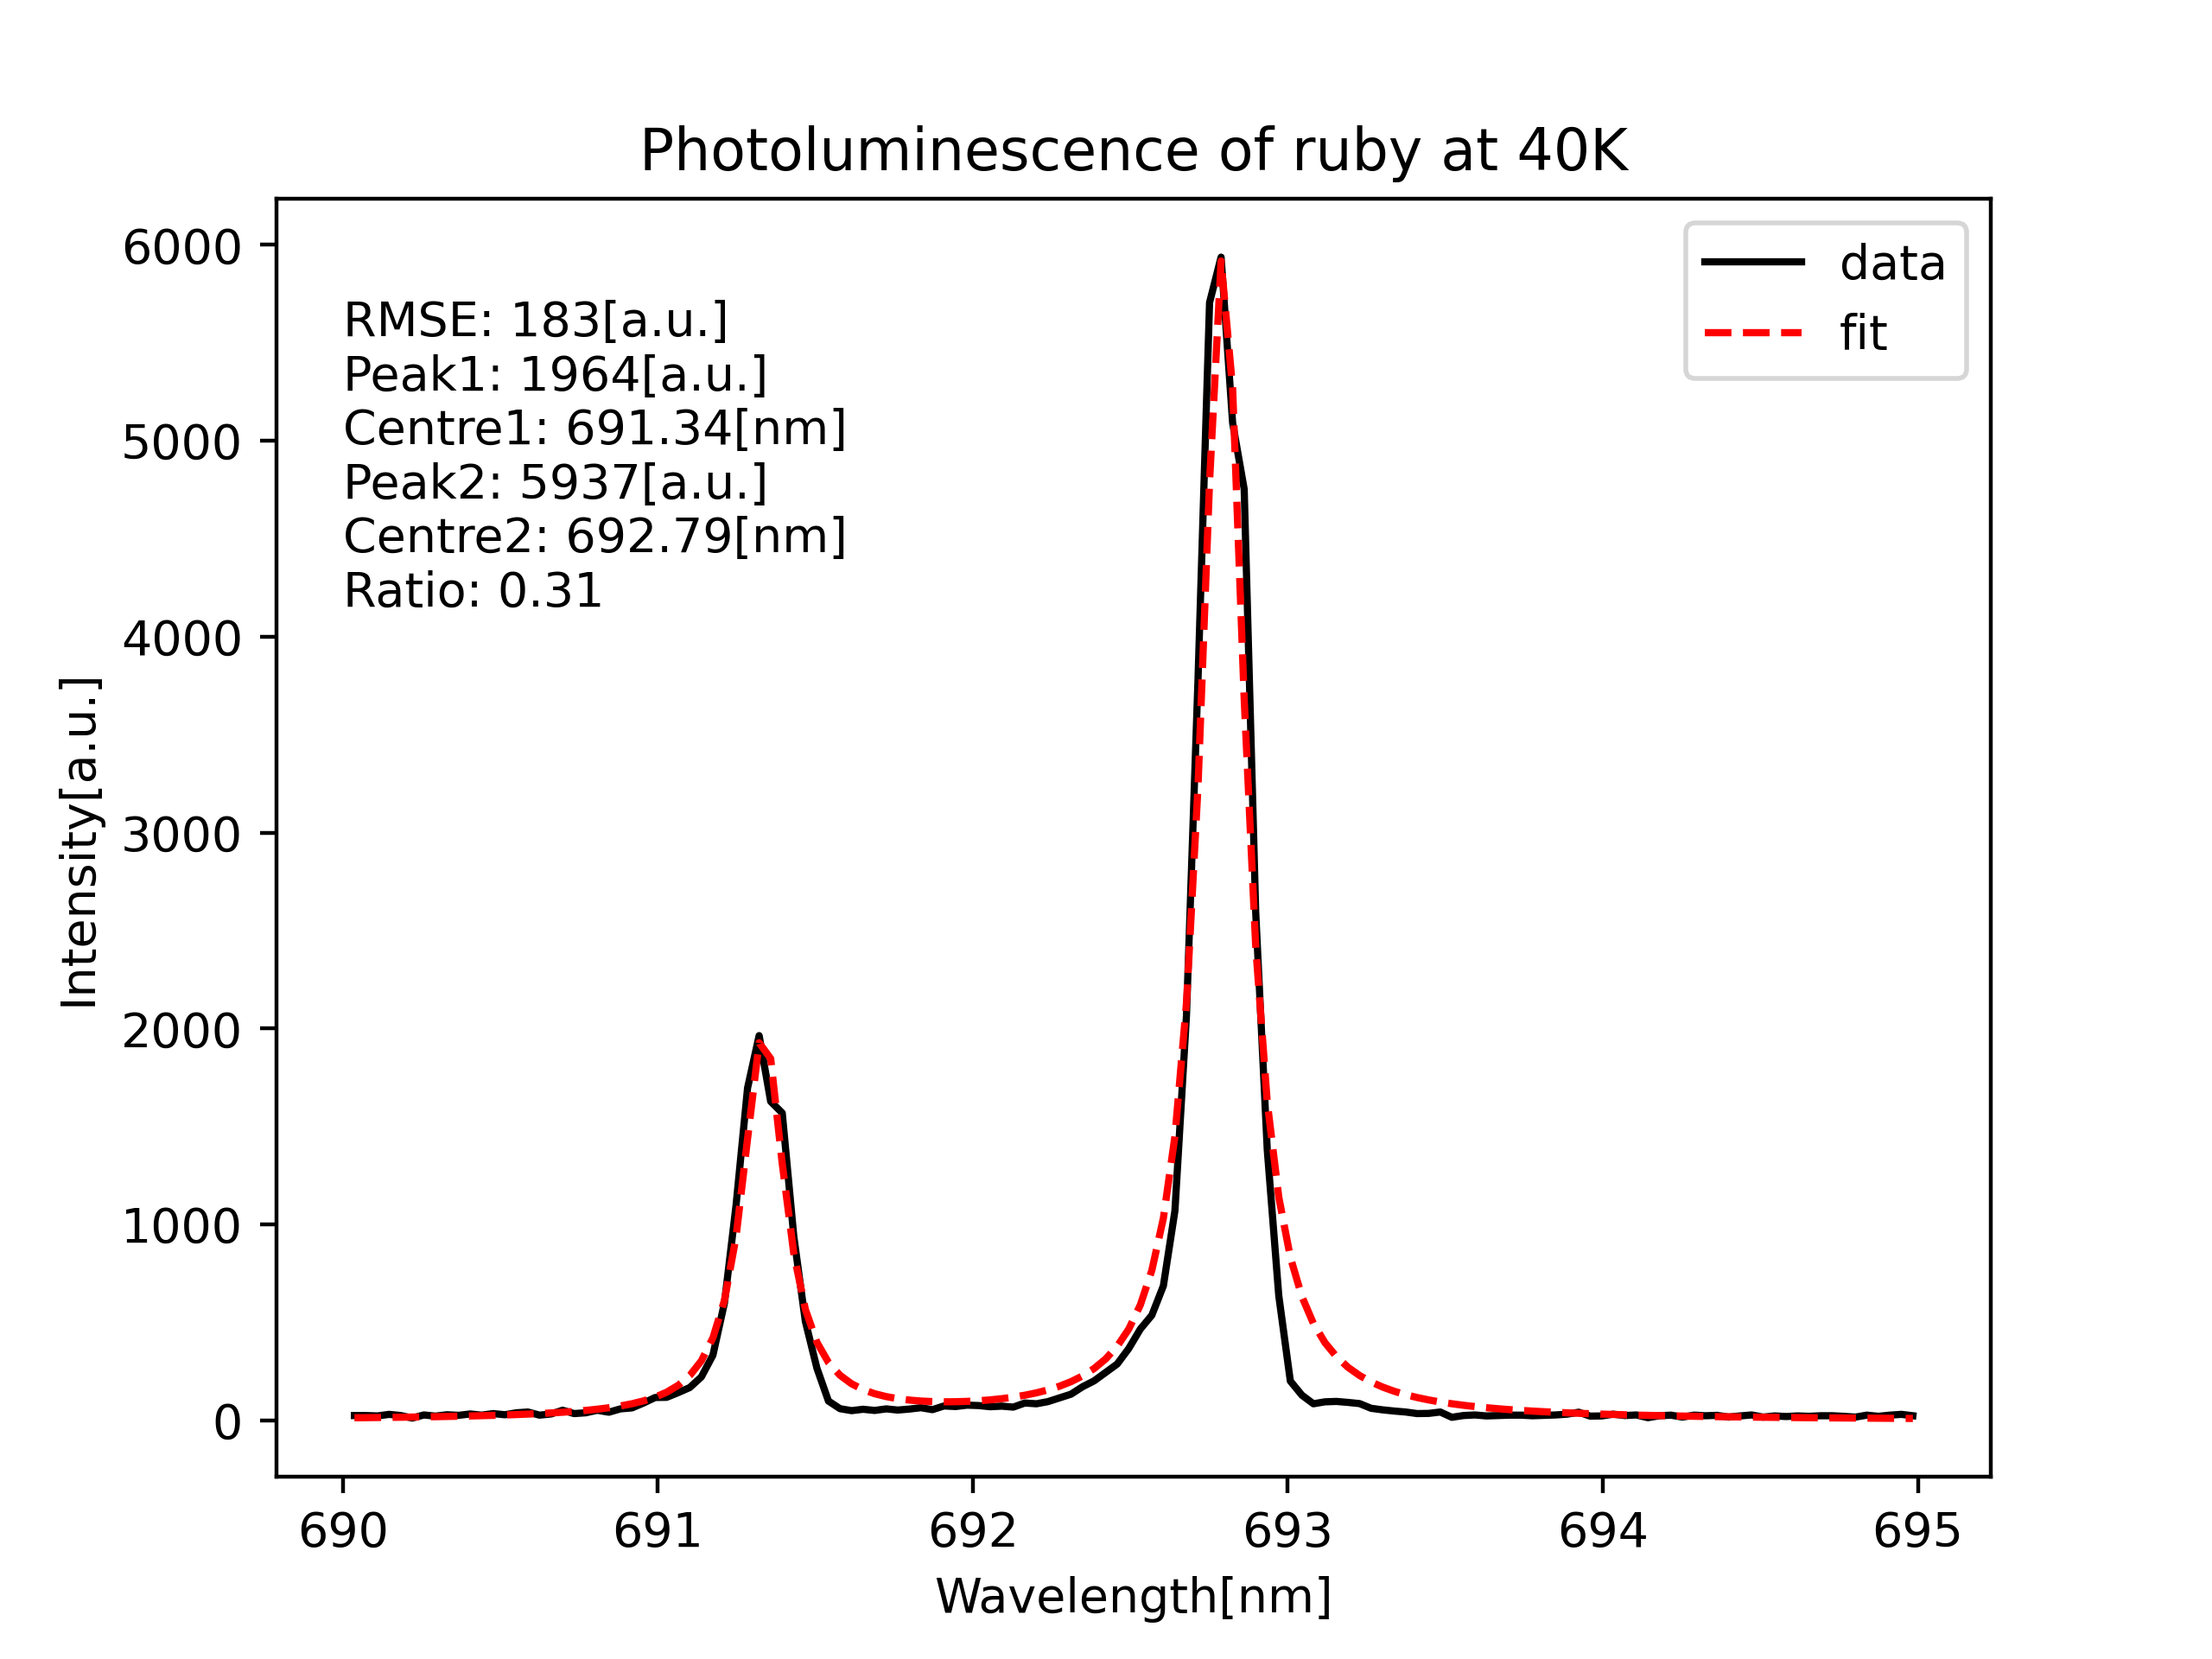 Photoluminescence of ruby at 40K
6000
5000
4000
3000
2000
1000
0
Intensity[a.u.]
RMSE: 183[a.u.]
Peak1: 1964[a.u.]
Centre1: 691.34[nm]
Peak2: 5937[a.u.]
Centre2: 692.79[nm]
Ratio: 0.31
data
fit
690 691 692 693 694 695
Wavelength[nm]